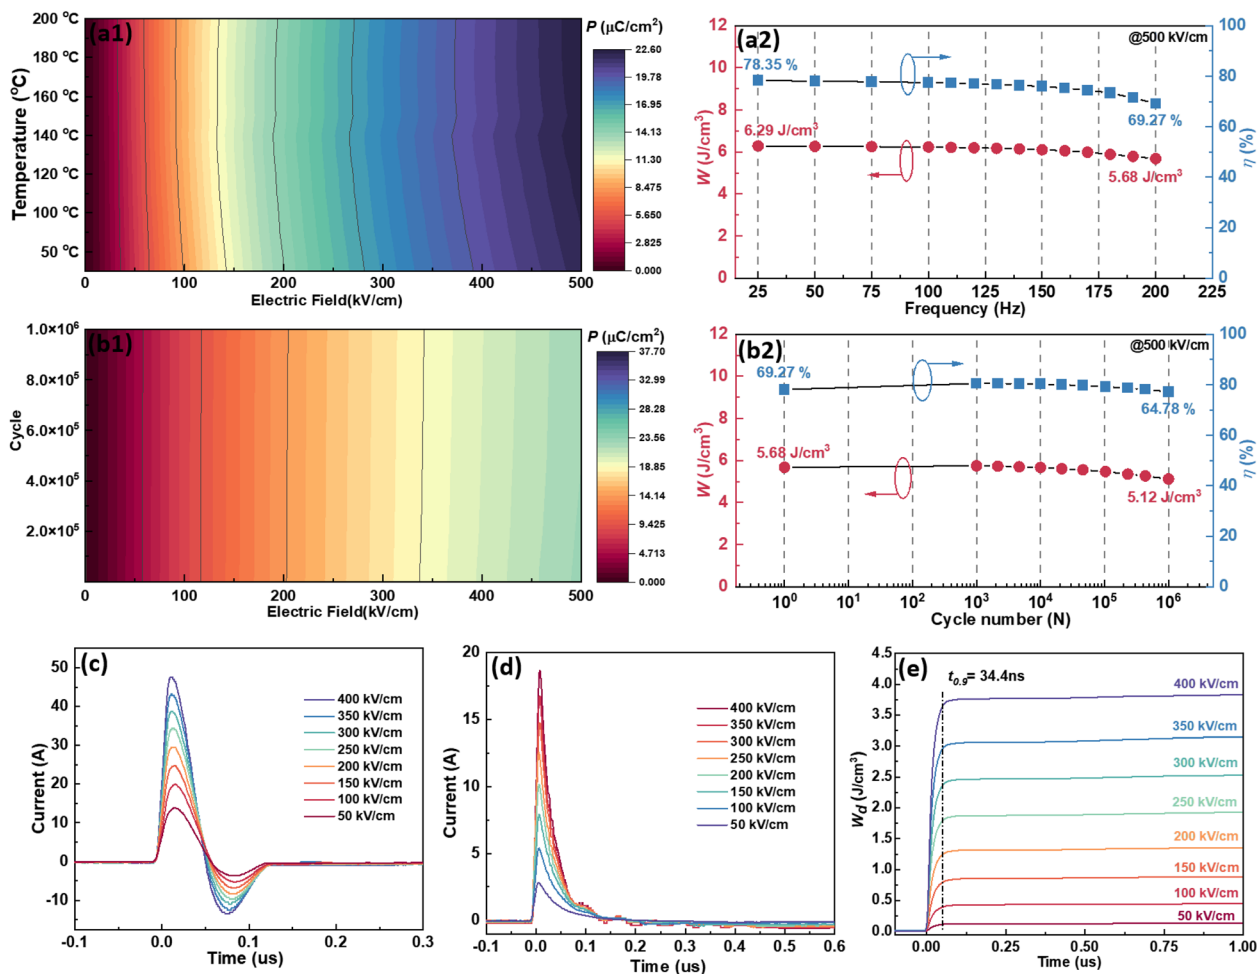 (a1)
200 °C
180 °C
160 °C
140 °C
120 °C
100 °C
50 °C
Temperature (°C)
0 100 200 300 400 500
Electric Field(kV/cm)
P (μC/cm²)
22.60
19.78
16.95
14.13
11.30
8.475
5.650
2.825
0.000
(a2)
@500 kV/cm
78.35 %
69.27 %
6.29 J/cm³
5.68 J/cm³
12
10
8
6
4
2
0
W (J/cm³)
100
80
60
40
20
0
η (%)
25 50 75 100 125 150 175 200 225
Frequency (Hz)
(b1)
1.0×10⁶
8.0×10⁵
6.0×10⁵
4.0×10⁵
2.0×10⁵
Cycle
0 100 200 300 400 500
Electric Field(kV/cm)
P (μC/cm²)
37.70
32.99
28.28
23.56
18.85
14.14
9.425
4.713
0.000
(b2)
@500 kV/cm
69.27 %
64.78 %
5.68 J/cm³
5.12 J/cm³
12
10
8
6
4
2
0
W (J/cm³)
100
80
60
40
20
0
η (%)
10⁰ 10¹ 10² 10³ 10⁴ 10⁵ 10⁶
Cycle number (N)
(c)
50
40
30
20
10
0
-10
Current (A)
400 kV/cm
350 kV/cm
300 kV/cm
250 kV/cm
200 kV/cm
150 kV/cm
100 kV/cm
50 kV/cm
-0.1 0.0 0.1 0.2 0.3
Time (us)
(d)
20
15
10
5
0
Current (A)
400 kV/cm
350 kV/cm
300 kV/cm
250 kV/cm
200 kV/cm
150 kV/cm
100 kV/cm
50 kV/cm
-0.1 0.0 0.1 0.2 0.3 0.4 0.5 0.6
Time (us)
(e)
t0.9= 34.4ns
4.5
4.0
3.5
3.0
2.5
2.0
1.5
1.0
0.5
0.0
Wd (J/cm³)
400 kV/cm
350 kV/cm
300 kV/cm
250 kV/cm
200 kV/cm
150 kV/cm
100 kV/cm
50 kV/cm
0.00 0.25 0.50 0.75 1.00
Time (us)